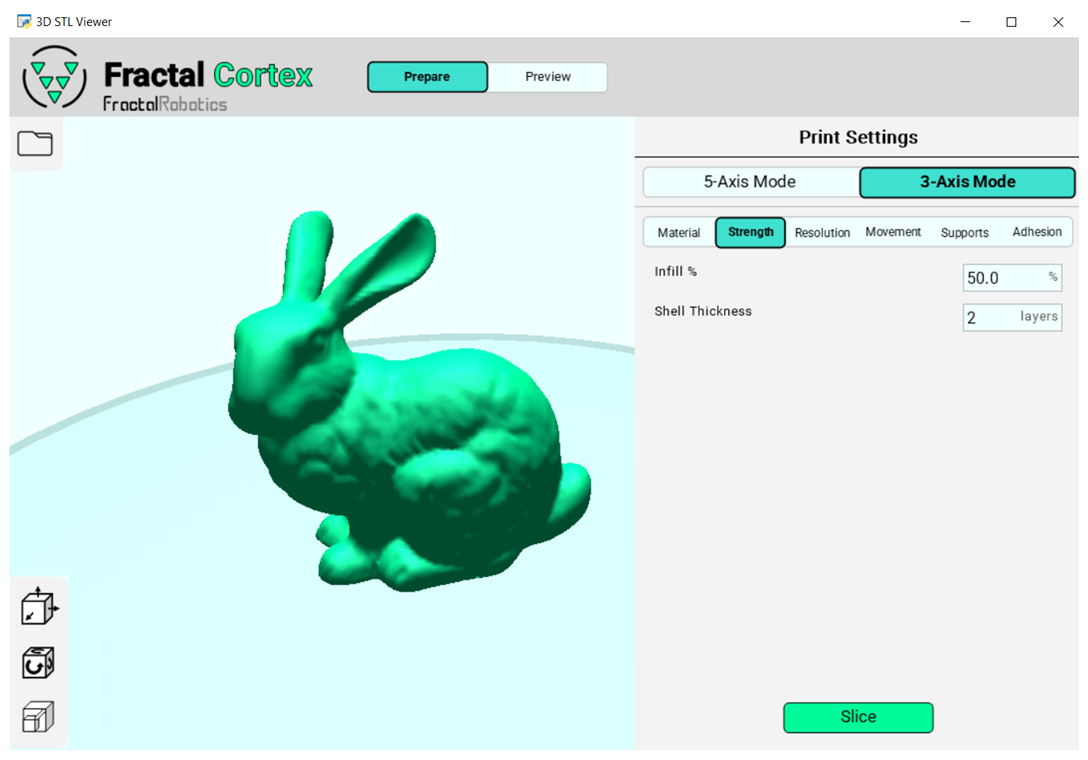 3D STL Viewer
Fractal Cortex
FractalRobotics
Prepare
Preview
Print Settings
5-Axis Mode
3-Axis Mode
Material
Strength
Resolution
Movement
Supports
Adhesion
Infill %
50.0 %
Shell Thickness
2 layers
Slice